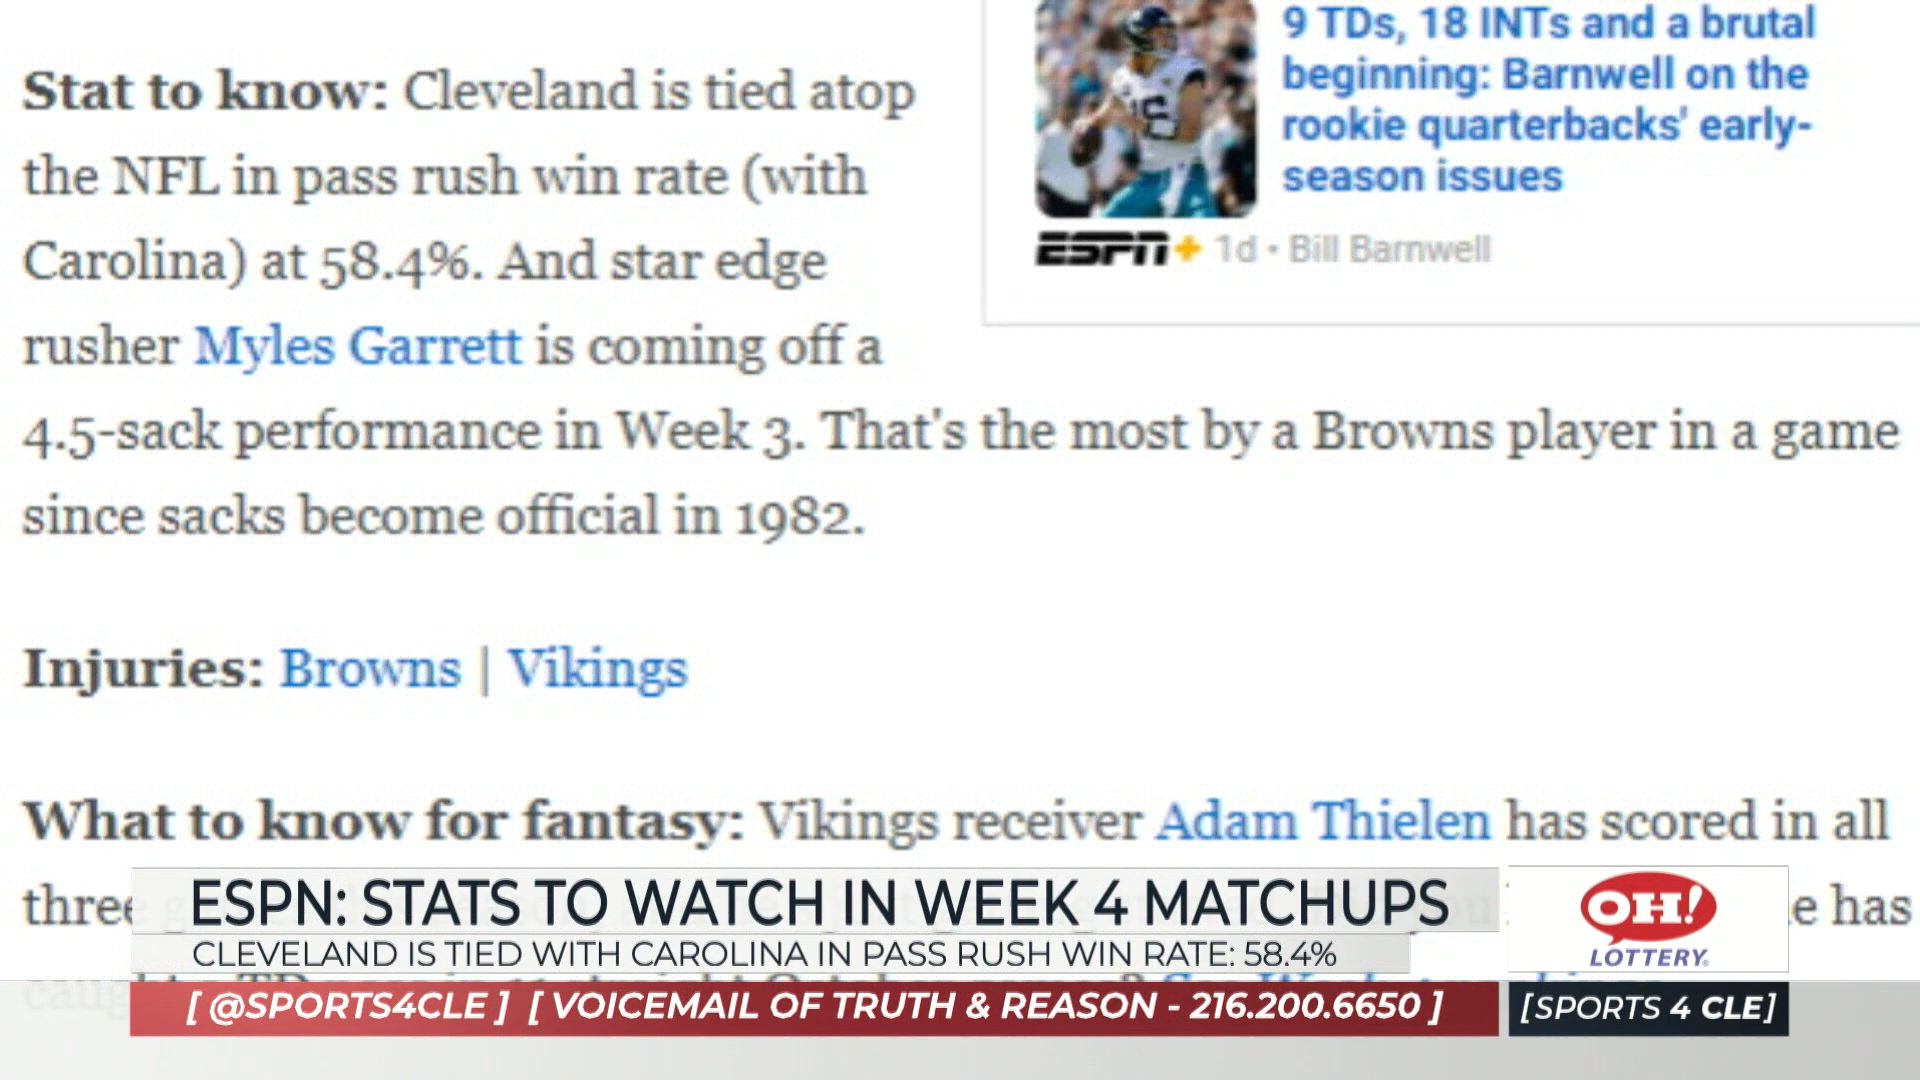 Stat to know: Cleveland is tied atop
the NFL in pass rush win rate (with
Carolina) at 58.4%. And star edge
rusher Myles Garrett is coming off a
4.5-sack performance in Week 3. That's the most by a Browns player in a game
since sacks become official in 1982.
9 TDs, 18 INTs and a brutal
beginning: Barnwell on the
rookie quarterbacks' early-
season issues
ESPN+ 1d • Bill Barnwell
Injuries: Browns | Vikings
What to know for fantasy: Vikings receiver Adam Thielen has scored in all
three has
ESPN: STATS TO WATCH IN WEEK 4 MATCHUPS
CLEVELAND IS TIED WITH CAROLINA IN PASS RUSH WIN RATE: 58.4%
OH!
LOTTERY
[ @SPORTS4CLE ] [ VOICEMAIL OF TRUTH & REASON - 216.200.6650 ]
[SPORTS 4 CLE]